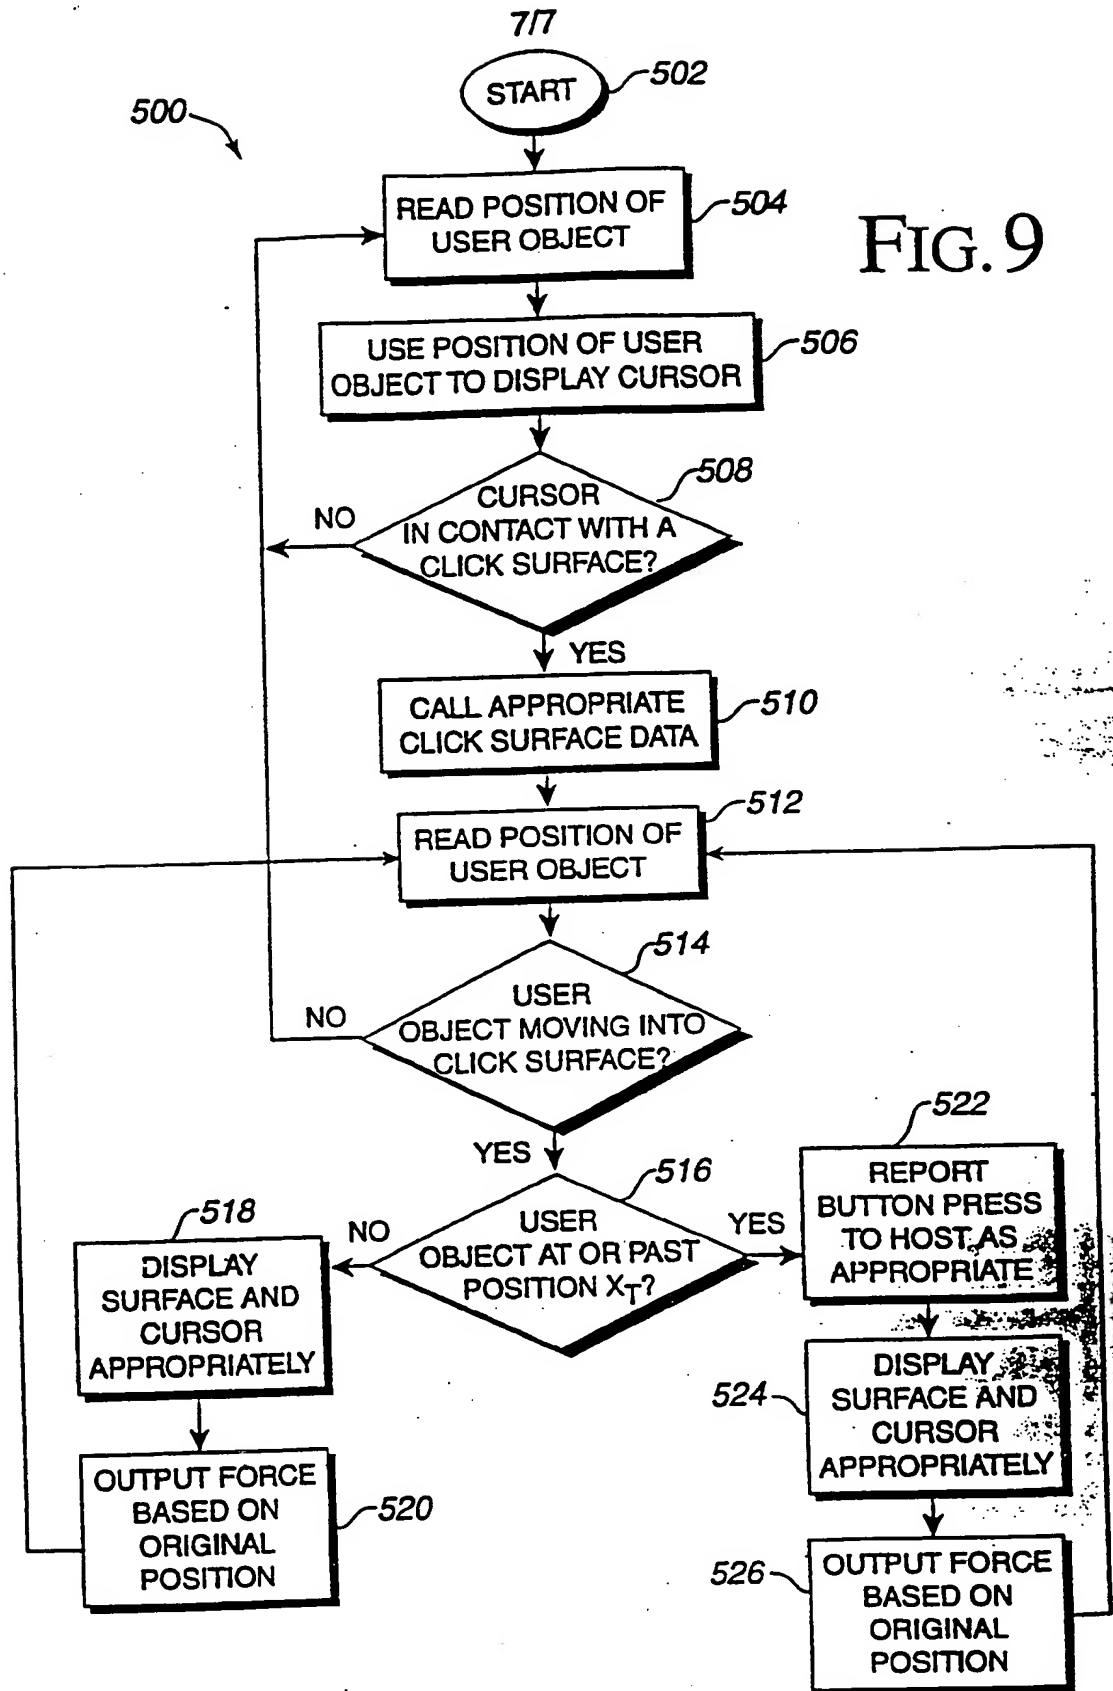 7/7
START
502
500
READ POSITION OF
USER OBJECT
504
FIG. 9
USE POSITION OF USER
OBJECT TO DISPLAY CURSOR
506
CURSOR
IN CONTACT WITH A
CLICK SURFACE?
508
NO
YES
CALL APPROPRIATE
CLICK SURFACE DATA
510
READ POSITION OF
USER OBJECT
512
USER
OBJECT MOVING INTO
CLICK SURFACE?
514
NO
YES
USER
OBJECT AT OR PAST
POSITION XT?
516
NO
YES
DISPLAY
SURFACE AND
CURSOR
APPROPRIATELY
518
OUTPUT FORCE
BASED ON
ORIGINAL
POSITION
520
REPORT
BUTTON PRESS
TO HOST AS
APPROPRIATE
522
DISPLAY
SURFACE AND
CURSOR
APPROPRIATELY
524
OUTPUT FORCE
BASED ON
ORIGINAL
POSITION
526